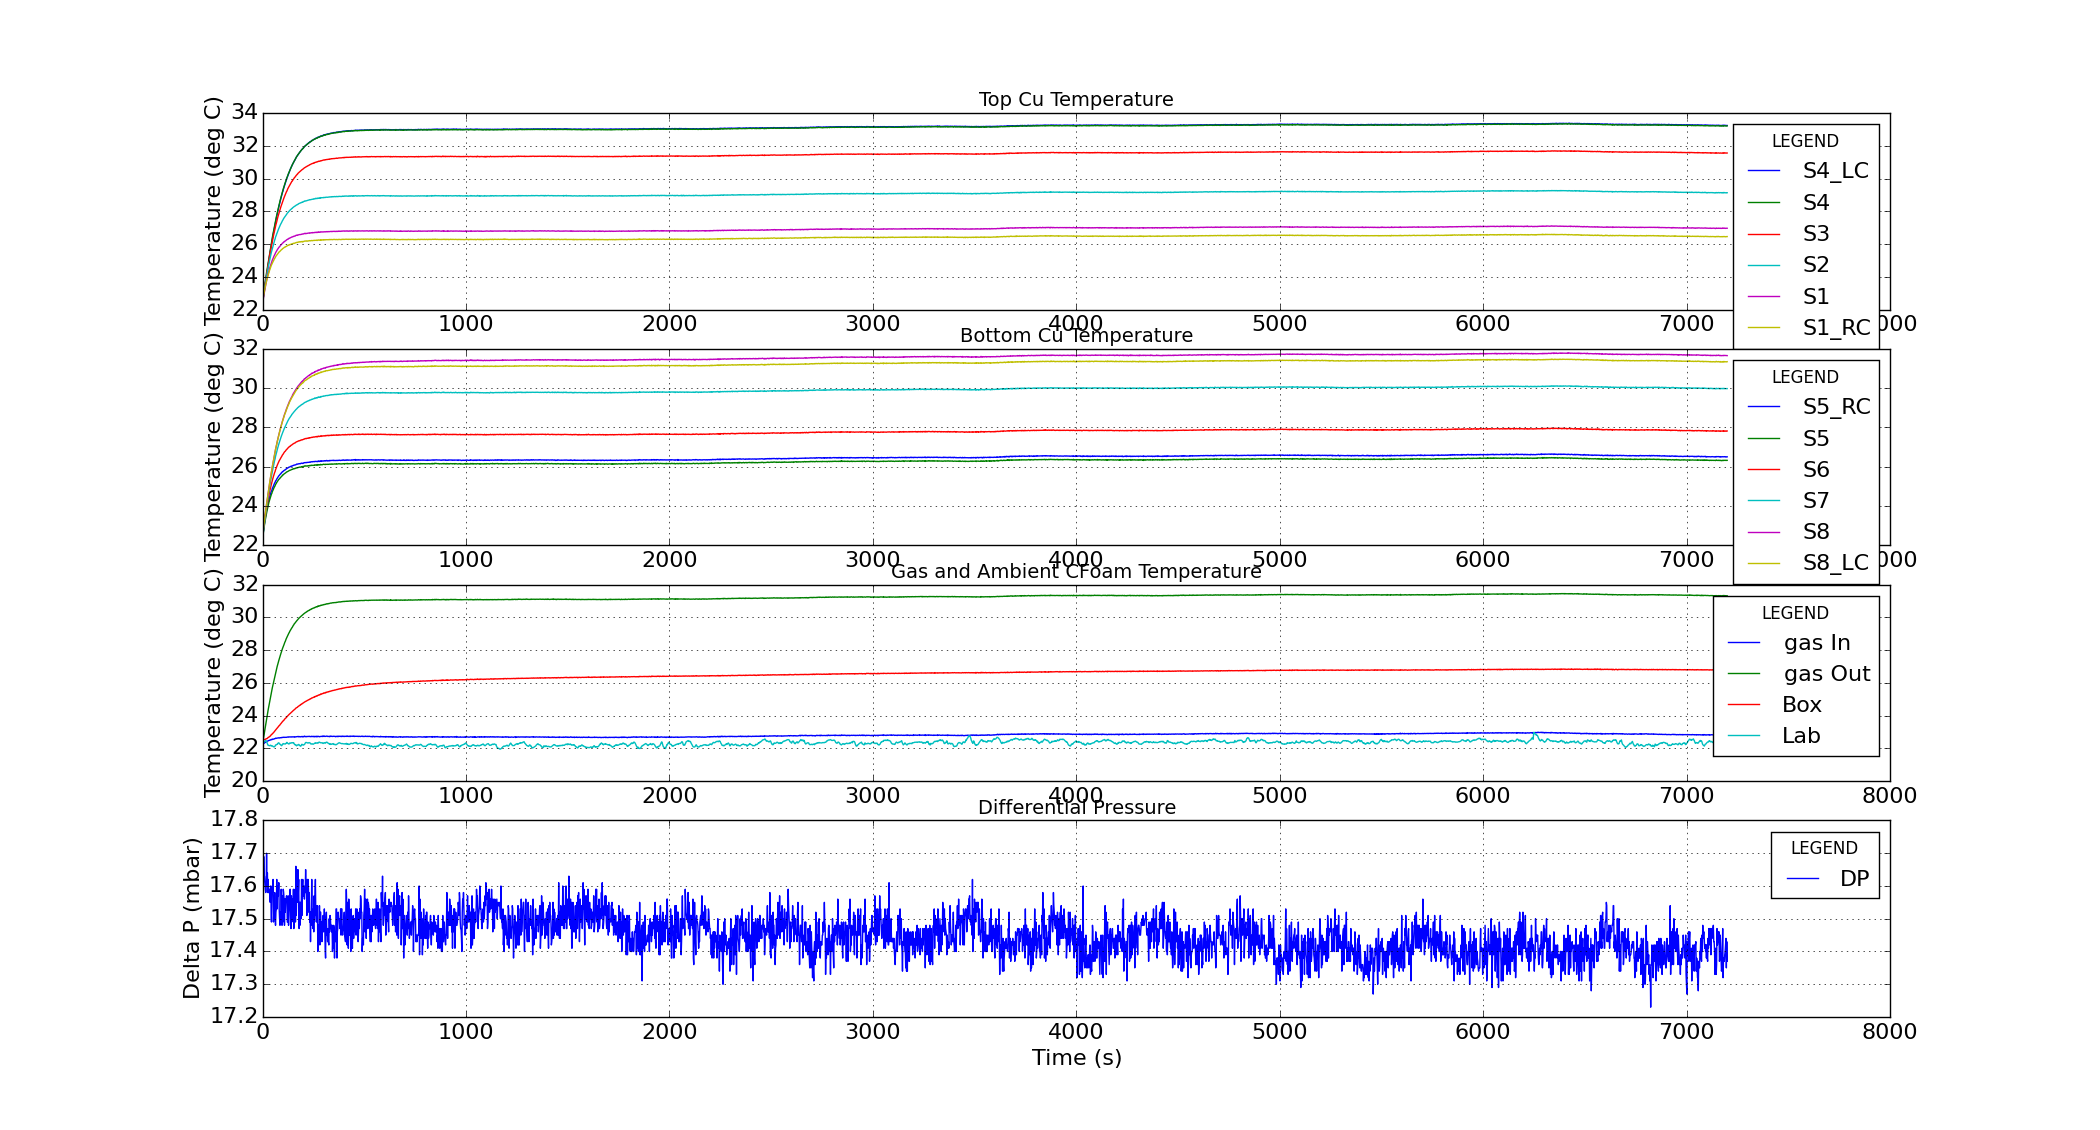 Top Cu Temperature
Temperature (deg C)
34
32
30
28
26
24
22
0 1000 2000 3000 4000 5000 6000 7000 000
LEGEND
S4_LC
S4
S3
S2
S1
S1_RC
Bottom Cu Temperature
Temperature (deg C)
32
30
28
26
24
22
0 1000 2000 3000 4000 5000 6000 7000 000
LEGEND
S5_RC
S5
S6
S7
S8
S8_LC
Gas and Ambient CFoam Temperature
Temperature (deg C)
32
30
28
26
24
22
20
0 1000 2000 3000 4000 5000 6000 7000 8000
LEGEND
gas In
gas Out
Box
Lab
Differential Pressure
Delta P (mbar)
17.8
17.7
17.6
17.5
17.4
17.3
17.2
0 1000 2000 3000 4000 5000 6000 7000 8000
LEGEND
DP
Time (s)